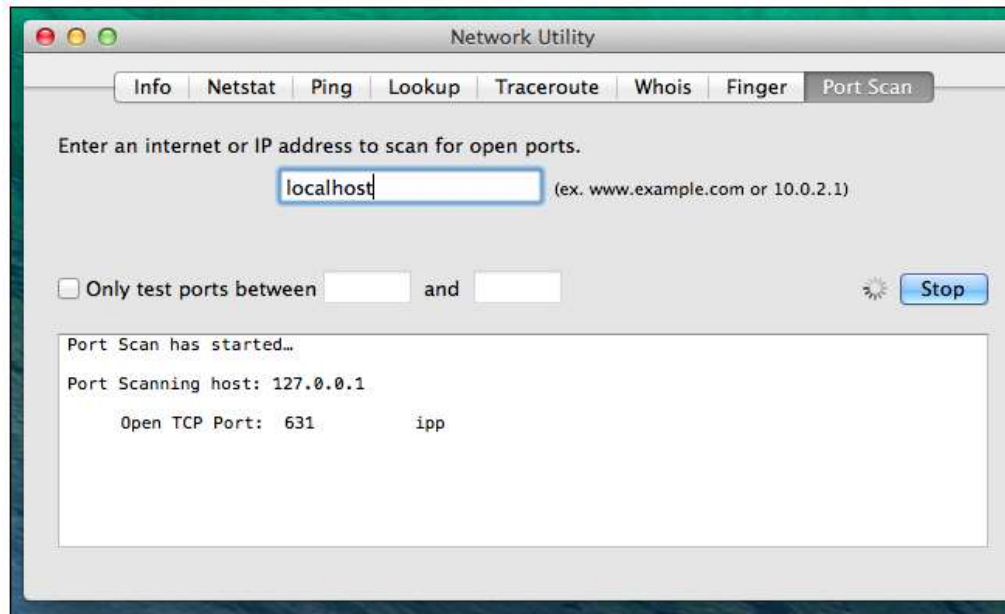 Network Utility
Info Netstat Ping Lookup Traceroute Whois Finger Port Scan
Enter an internet or IP address to scan for open ports.
localhost (ex. www.example.com or 10.0.2.1)
Only test ports between and Stop
Port Scan has started…
Port Scanning host: 127.0.0.1
Open TCP Port: 631 ipp